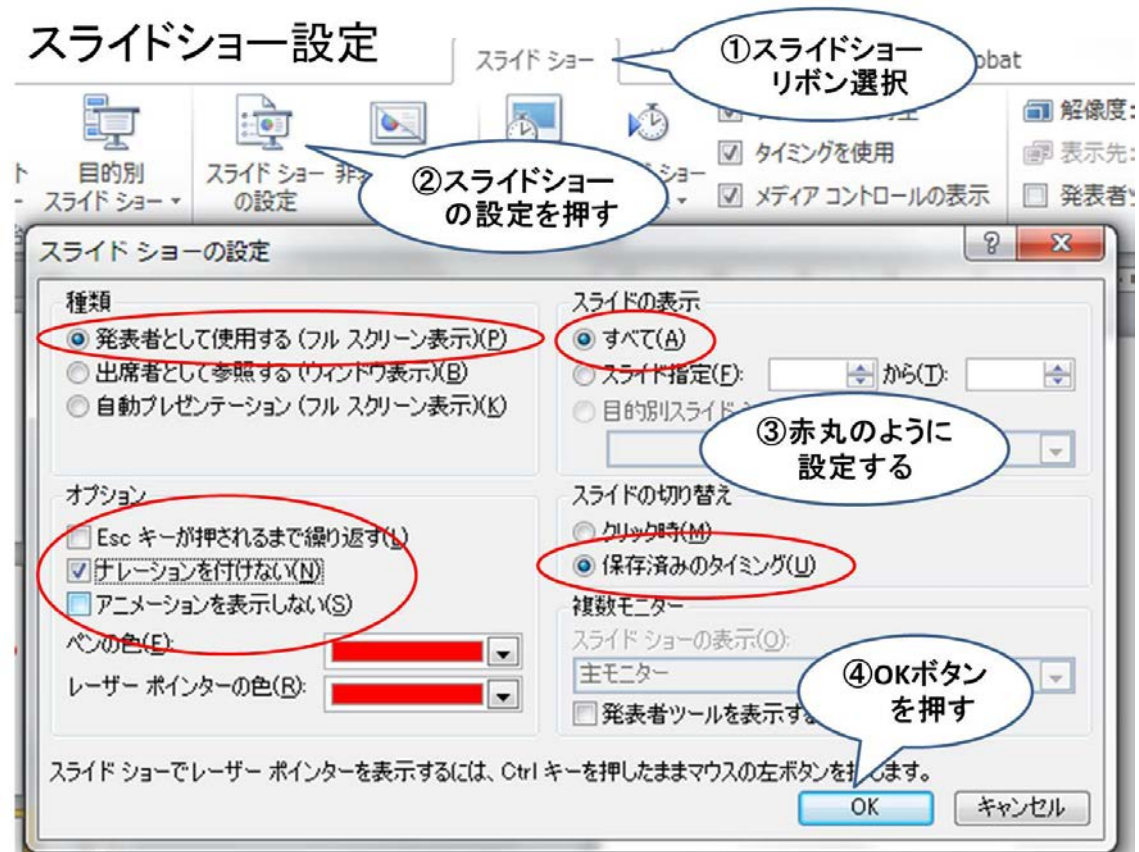 スライドショー設定
スライド ショー
①スライドショー
リボン選択
obat
目的別
スライド ショー
スライド ショー
の設定
非
②スライドショー
の設定を押す
タイミングを使用
メディア コントロールの表示
解像度:
表示先:
発表者
スライド ショーの設定
種類
発表者として使用する (フル スクリーン表示)(P)
出席者として参照する (ウィンドウ表示)(B)
自動プレゼンテーション (フル スクリーン表示)(K)
スライドの表示
すべて(A)
スライド指定(F):
から(T):
目的別スライド
③赤丸のように
設定する
オプション
Esc キーが押されるまで繰り返す(L)
ナレーションを付けない(N)
アニメーションを表示しない(S)
ペンの色(E):
レーザー ポインターの色(R):
スライドの切り替え
クリック時(M)
保存済みのタイミング(U)
複数モニター
スライド ショーの表示(O):
主モニター
発表者ツールを表示す
④OKボタン
を押す
スライド ショーでレーザー ポインターを表示するには、Ctrl キーを押したままマウスの左ボタンを押します。
OK
キャンセル